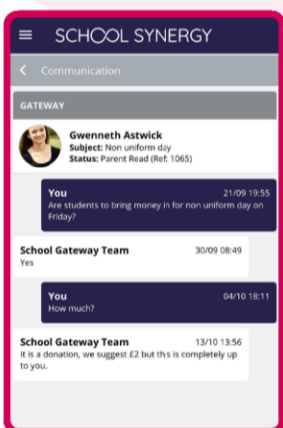 SCHOOL SYNERGY
Communication
GATEWAY
Gwenneth Astwick
Subject: Non uniform day
Status: Parent Read (Ref: 1065)
You 21/09 19:55
Are students to bring money in for non uniform day on
Friday?
School Gateway Team 30/09 08:49
Yes
You 04/10 18:11
How much?
School Gateway Team 13/10 13:56
It is a donation, we suggest £2 but this is completely up
to you.